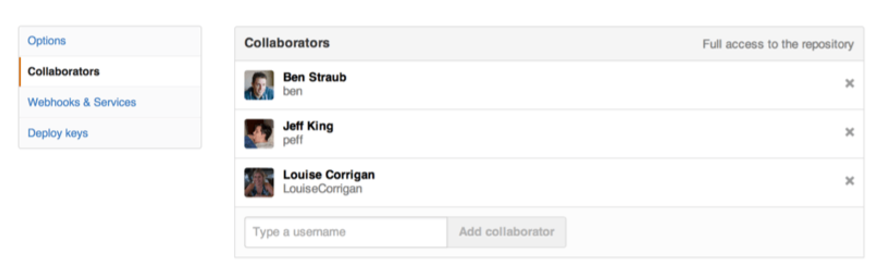 Options
Collaborators
Webhooks & Services
Deploy keys
Collaborators Full access to the repository
Ben Straub
ben
Jeff King
peff
Louise Corrigan
LouiseCorrigan
Type a username Add collaborator